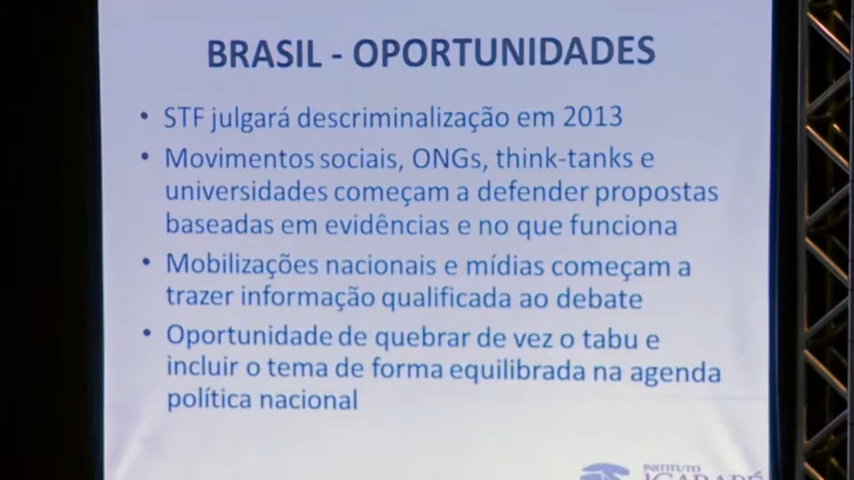 BRASIL - OPORTUNIDADES
• STF julgará descriminalização em 2013
• Movimentos sociais, ONGs, think-tanks e
universidades começam a defender propostas
baseadas em evidências e no que funciona
• Mobilizações nacionais e mídias começam a
trazer informação qualificada ao debate
• Oportunidade de quebrar de vez o tabu e
incluir o tema de forma equilibrada na agenda
política nacional
INSTITUTO
IGARAPÉ